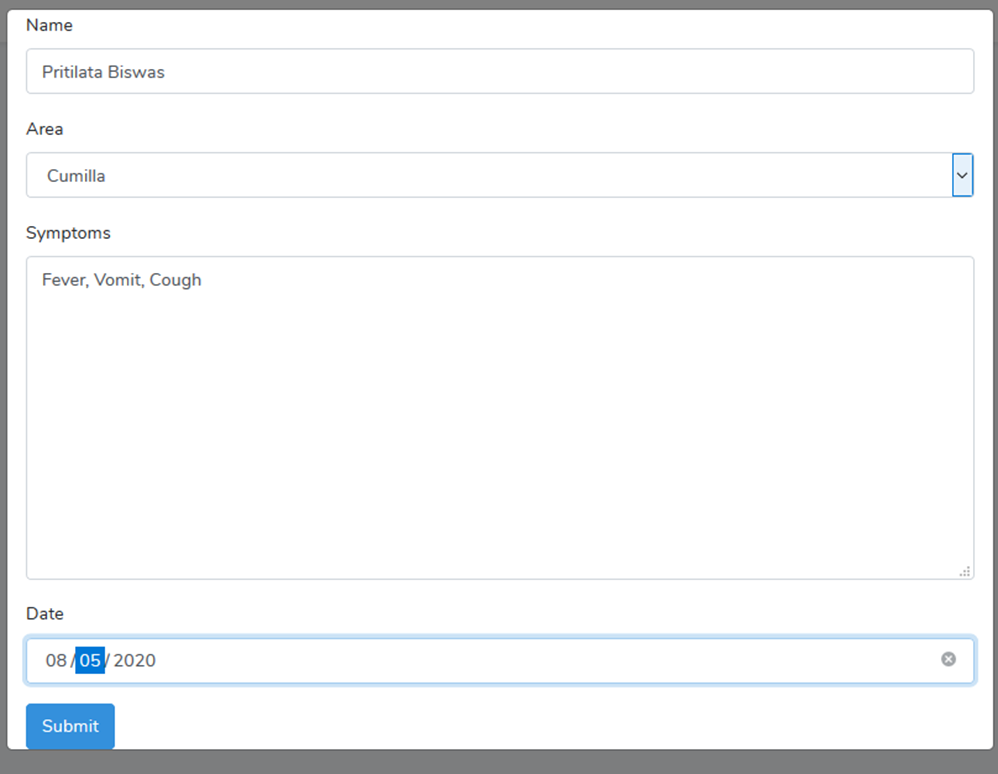 Name
Pritilata Biswas
Area
Cumilla
Symptoms
Fever, Vomit, Cough
Date
08/05/2020
Submit